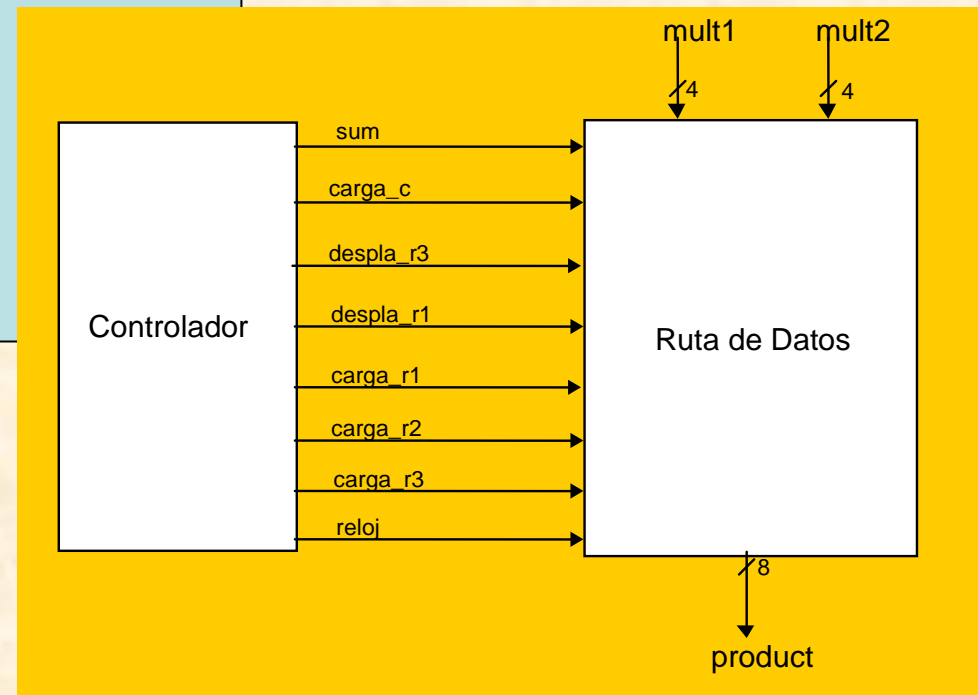 mult1 mult2
4 4
sum
carga_c
despla_r3
despla_r1
Controlador
Ruta de Datos
carga_r1
carga_r2
carga_r3
reloj
8
product